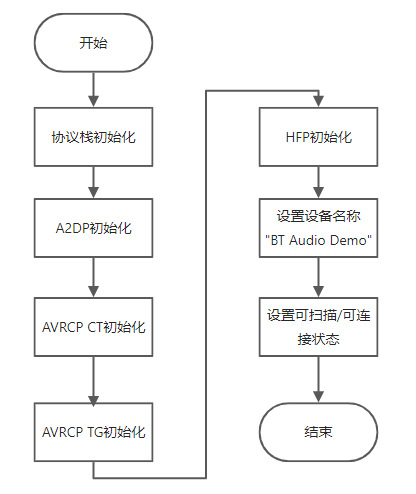 开始
协议栈初始化
A2DP初始化
AVRCP CT初始化
AVRCP TG初始化
HFP初始化
设置设备名称
"BT Audio Demo"
设置可扫描/可连
接状态
结束